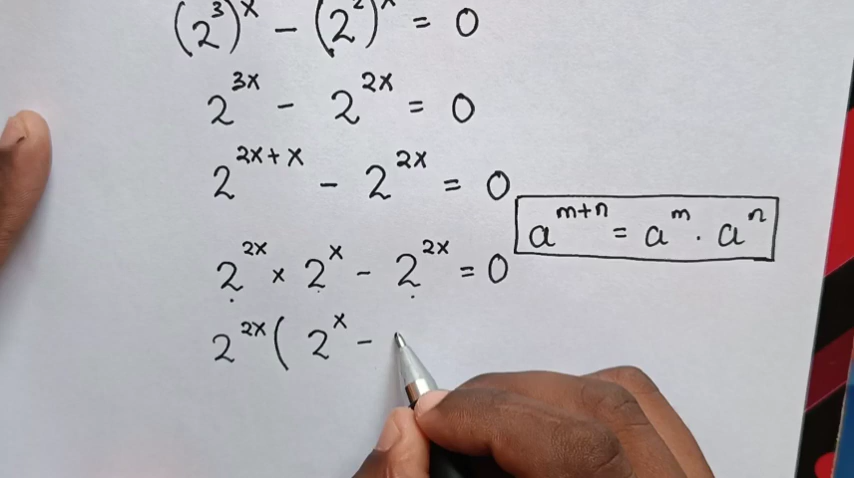 (2^3)^x - (2^2)^x = 0
2^{3x} - 2^{2x} = 0
2^{2x+x} - 2^{2x} = 0
a^{m+n} = a^m . a^n
2^{2x} × 2^x - 2^{2x} = 0
2^{2x} ( 2^x -